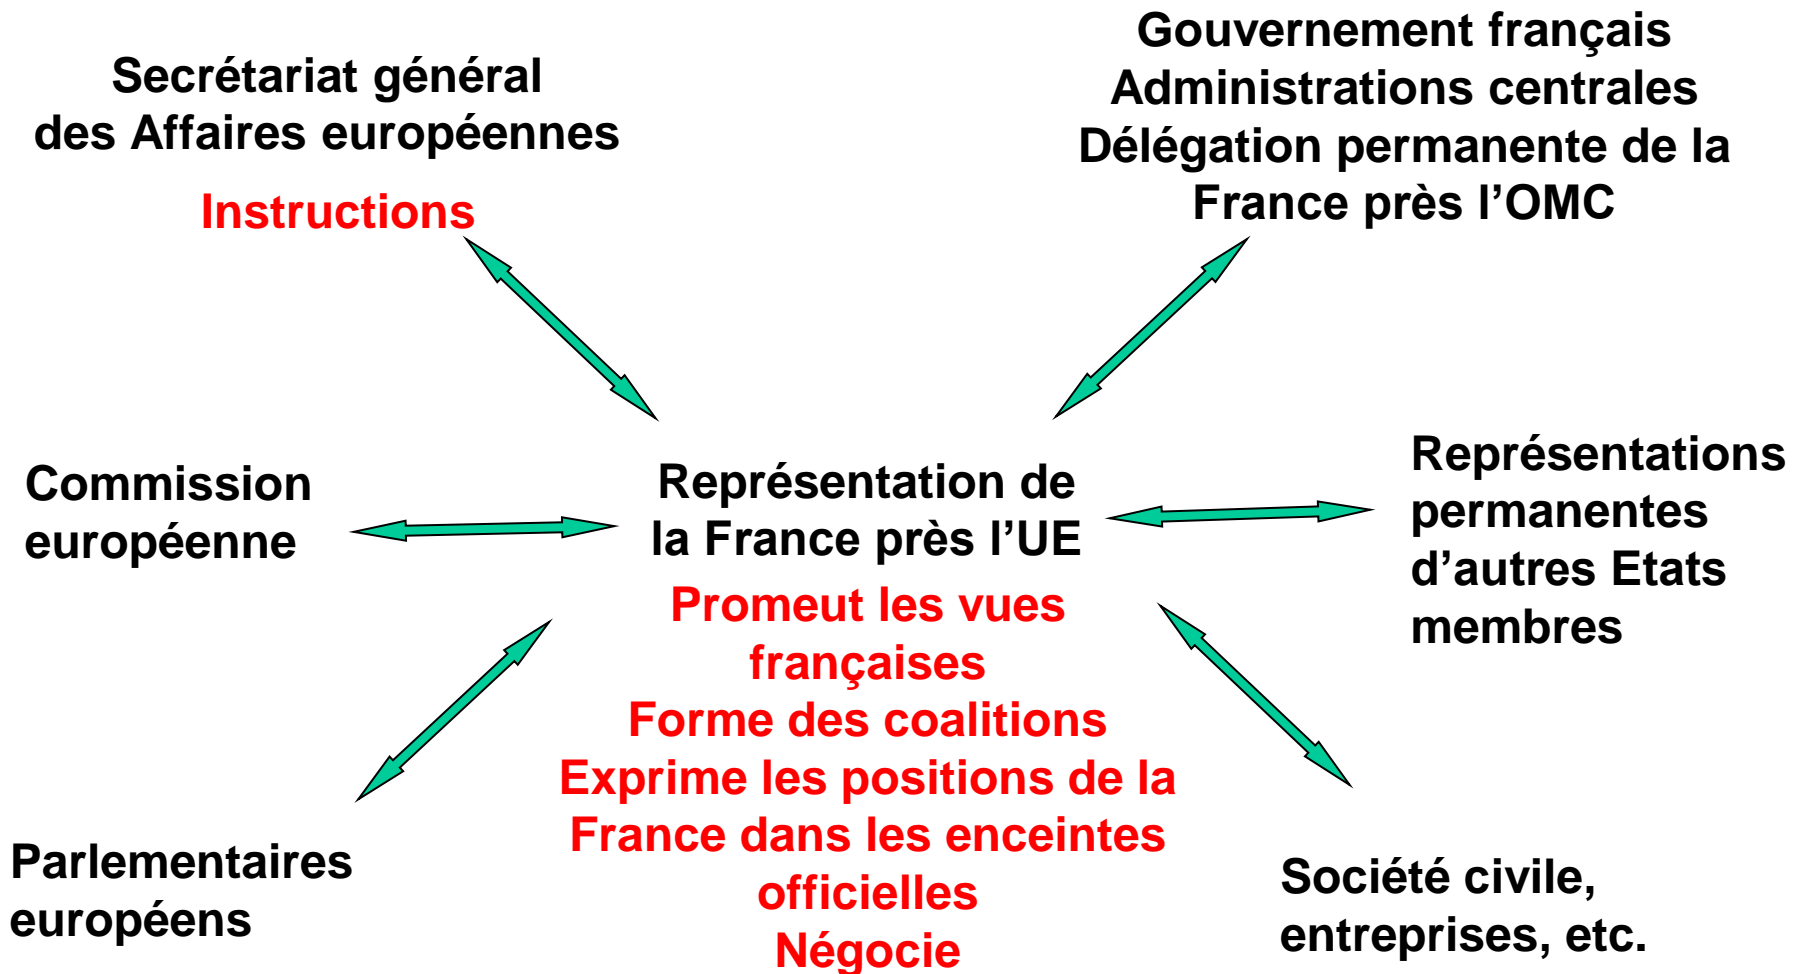 Secrétariat général
des Affaires européennes
Instructions
Gouvernement français
Administrations centrales
Délégation permanente de la
France près l’OMC
Commission
européenne
Représentation de
la France près l’UE
Promeut les vues
françaises
Forme des coalitions
Exprime les positions de la
France dans les enceintes
officielles
Négocie
Représentations
permanentes
d’autres Etats
membres
Parlementaires
européens
Société civile,
entreprises, etc.